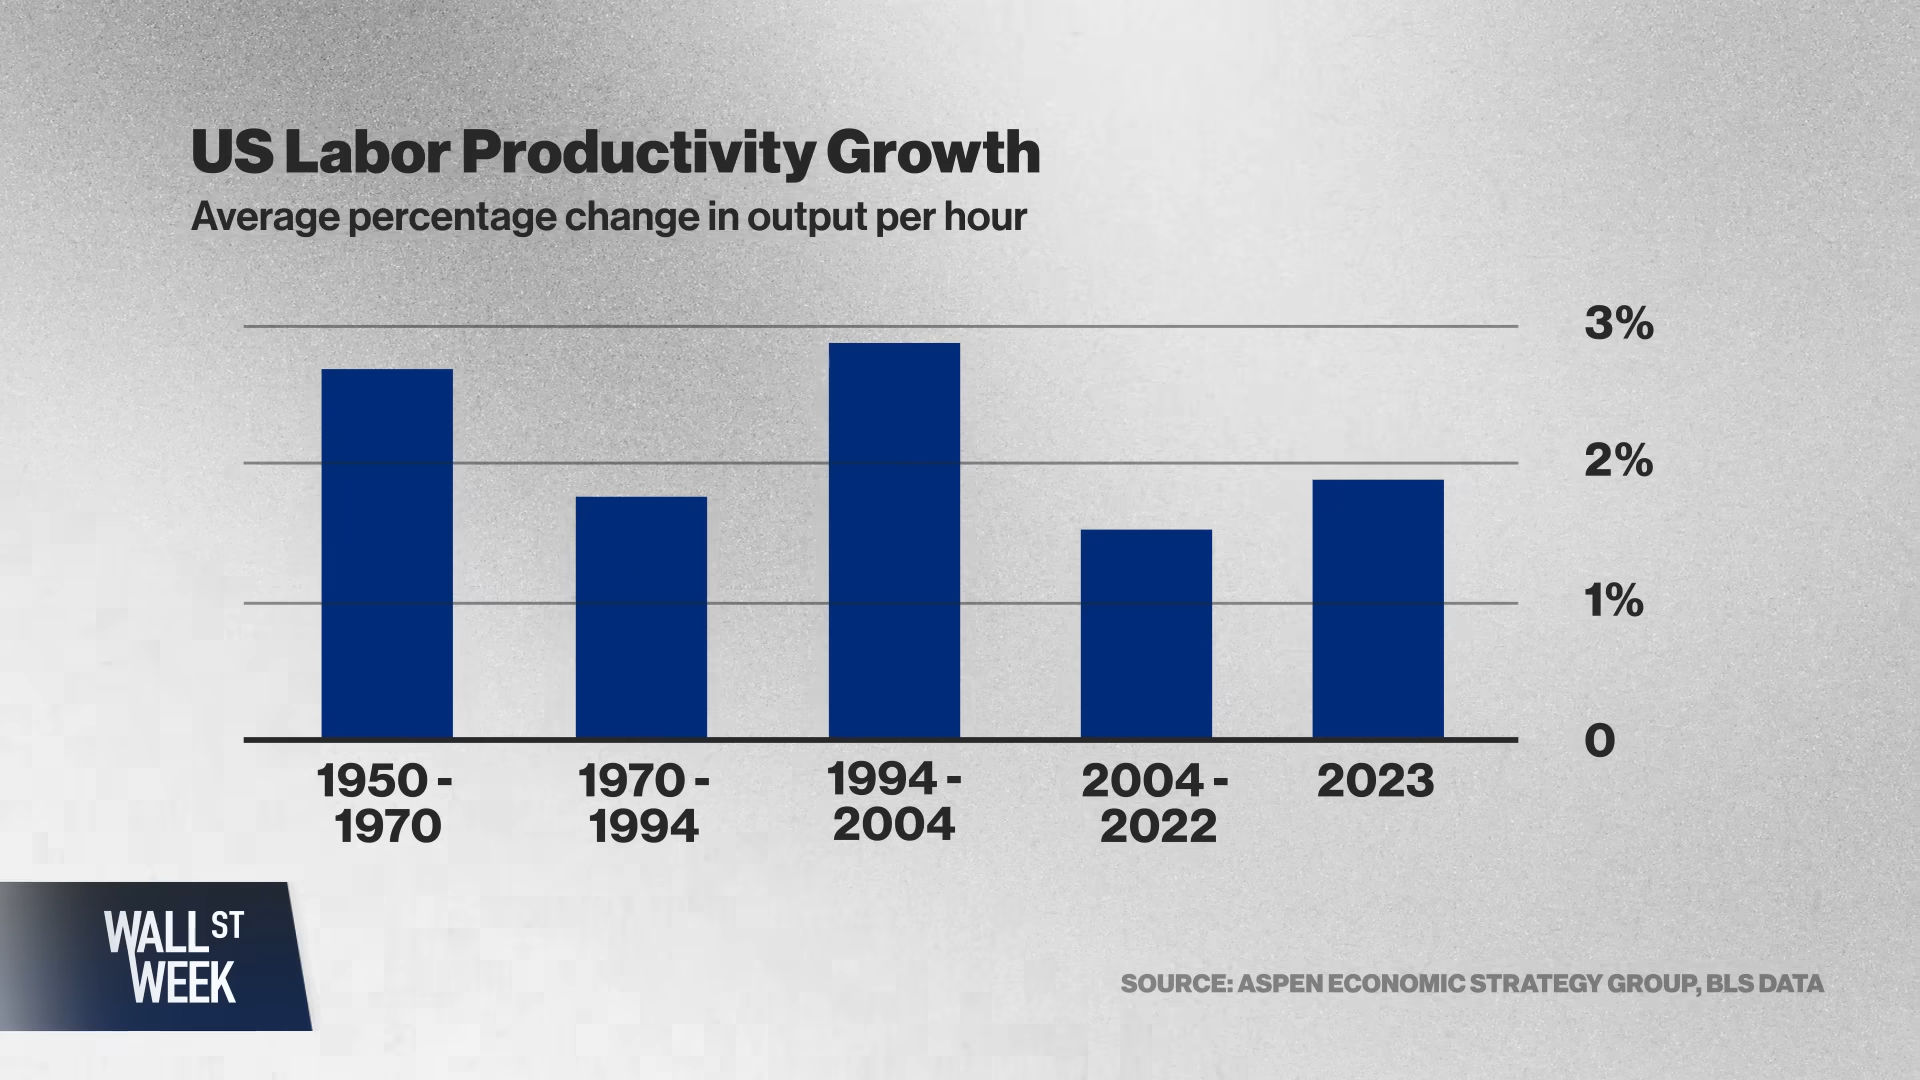 US Labor Productivity Growth
Average percentage change in output per hour
3%
2%
1%
0
1950 -
1970
1970 -
1994
1994 -
2004
2004 -
2022
2023
WALL ST
WEEK
SOURCE: ASPEN ECONOMIC STRATEGY GROUP, BLS DATA